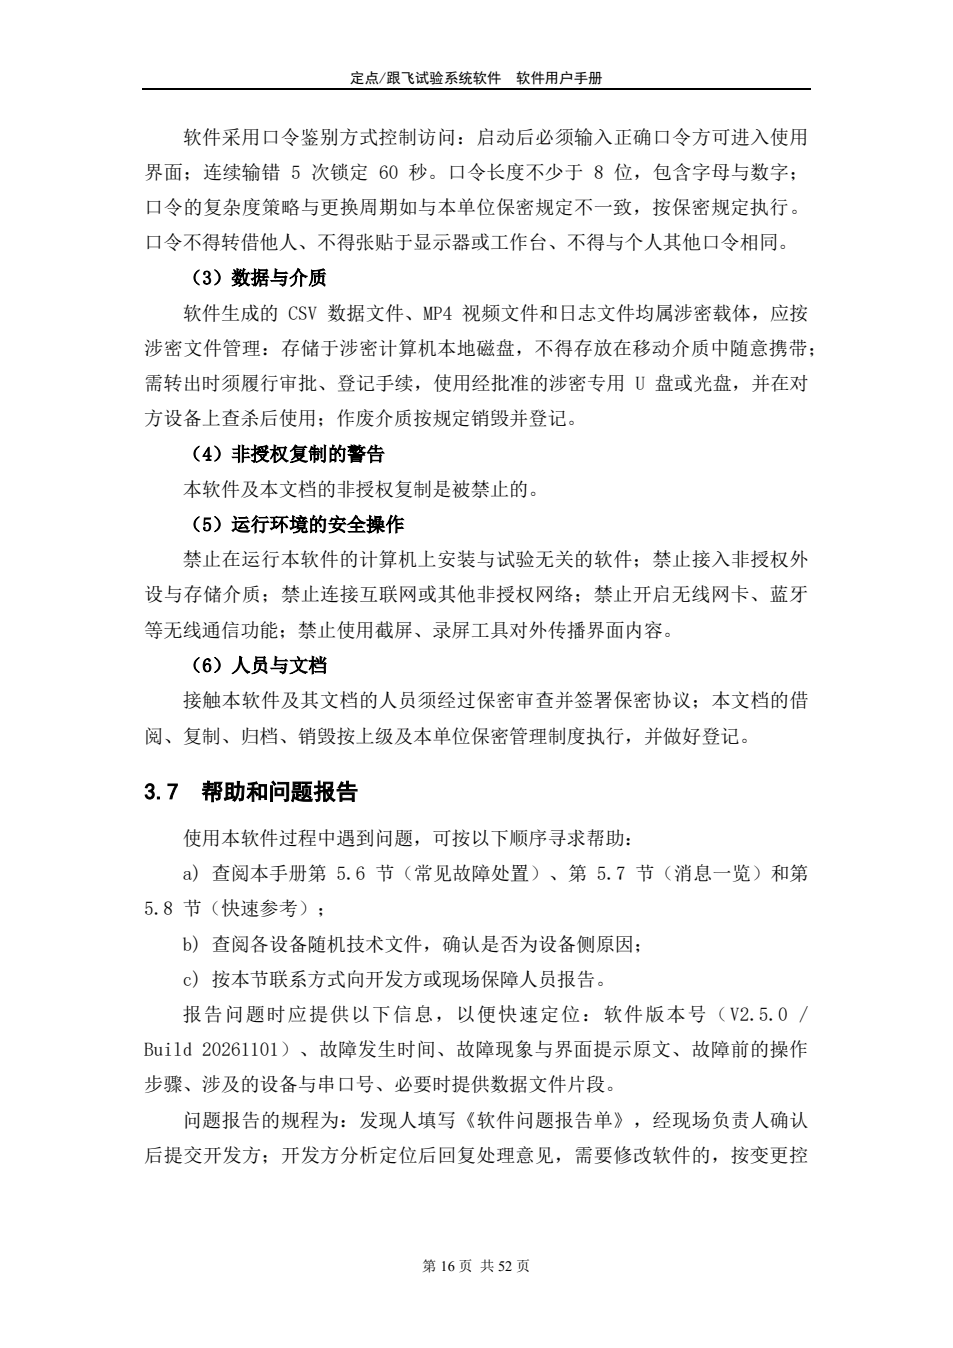 定点/跟飞试验系统软件　软件用户手册
软件采用口令鉴别方式控制访问：启动后必须输入正确口令方可进入使用
界面；连续输错 5 次锁定 60 秒。口令长度不少于 8 位，包含字母与数字；
口令的复杂度策略与更换周期如与本单位保密规定不一致，按保密规定执行。
口令不得转借他人、不得张贴于显示器或工作台、不得与个人其他口令相同。
（3）数据与介质
软件生成的 CSV 数据文件、MP4 视频文件和日志文件均属涉密载体，应按
涉密文件管理：存储于涉密计算机本地磁盘，不得存放在移动介质中随意携带；
需转出时须履行审批、登记手续，使用经批准的涉密专用 U 盘或光盘，并在对
方设备上查杀后使用；作废介质按规定销毁并登记。
（4）非授权复制的警告
本软件及本文档的非授权复制是被禁止的。
（5）运行环境的安全操作
禁止在运行本软件的计算机上安装与试验无关的软件；禁止接入非授权外
设与存储介质；禁止连接互联网或其他非授权网络；禁止开启无线网卡、蓝牙
等无线通信功能；禁止使用截屏、录屏工具对外传播界面内容。
（6）人员与文档
接触本软件及其文档的人员须经过保密审查并签署保密协议；本文档的借
阅、复制、归档、销毁按上级及本单位保密管理制度执行，并做好登记。
3.7　帮助和问题报告
使用本软件过程中遇到问题，可按以下顺序寻求帮助：
a) 查阅本手册第 5.6 节（常见故障处置）、第 5.7 节（消息一览）和第
5.8 节（快速参考）；
b) 查阅各设备随机技术文件，确认是否为设备侧原因；
c) 按本节联系方式向开发方或现场保障人员报告。
报告问题时应提供以下信息，以便快速定位：软件版本号（V2.5.0 /
Build 20261101）、故障发生时间、故障现象与界面提示原文、故障前的操作
步骤、涉及的设备与串口号、必要时提供数据文件片段。
问题报告的规程为：发现人填写《软件问题报告单》，经现场负责人确认
后提交开发方；开发方分析定位后回复处理意见，需要修改软件的，按变更控
第 16 页 共 52 页